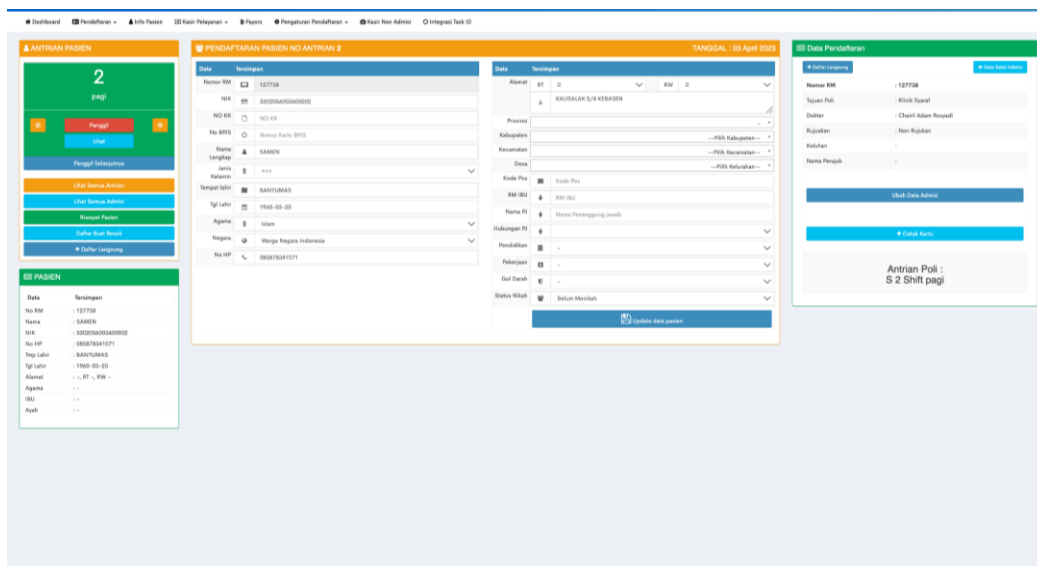 Dashboard Pendaftaran Info Pasien Kasir Pelayanan Payers Pengaturan Pendaftaran Kasir Non Admisi Integrasi Task ID
ANTRIAN PASIEN
2
pagi
Panggil
Lihat
Panggil Selanjutnya
Lihat Semua Antrian
Lihat Semua Admisi
Riwayat Pasien
Daftar Buat Besok
+ Daftar Langsung
PASIEN
Data Tersimpan
No RM : 127738
Nama : SAMEN
NIK : 3302056003600002
No HP : 085878341071
Tmp Lahir : BANYUMAS
Tgl Lahir : 1960-03-20
Alamat : -, RT -, RW -
Agama : -
IBU : -
Ayah : -
PENDAFTARAN PASIEN NO ANTRIAN 2 TANGGAL : 03 April 2023
Data Tersimpan
Nomor RM 127738
NIK 3302056003600002
NO KK NO KK
No BPJS Nomor Kartu BPJS
Nama Lengkap SAMEN
Jenis Kelamin
Tempat lahir BANYUMAS
Tgl Lahir 1960-03-20
Agama Islam
Negara Warga Negara Indonesia
No HP 085878341071
Data Tersimpan
Alamat RT 0 RW 0
KALISALAK 5/4 KEBASEN
Provinsi -
Kabupaten ---Pilih Kabupaten---
Kecamatan ---Pilih Kecamatan---
Desa ---Pilih Kelurahan---
Kode Pos Kode Pos
RM IBU RM IBU
Nama PJ Nama Penanggung jawab
Hubungan PJ
Pendidikan -
Pekerjaan -
Gol Darah -
Status Nikah Belum Menikah
Update data pasien
Data Pendaftaran
+ Daftar Langsung + Data Batal Admisi
Nomor RM : 127738
Tujuan Poli : Klinik Syaraf
Dokter : Chairil Adam Rosyadi
Rujukan : Non Rujukan
Keluhan :
Nama Perujuk :
Ubah Data Admisi
+ Cetak Kartu
Antrian Poli :
S 2 Shift pagi